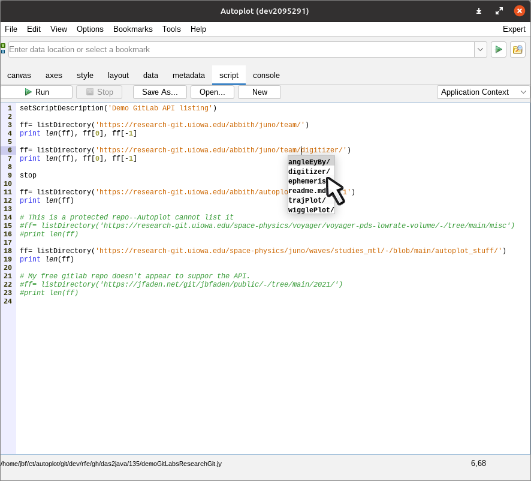 Autoplot (dev2095291)
File Edit View Options Bookmarks Tools Help Expert
Enter data location or select a bookmark
canvas axes style layout data metadata script console
Run Stop Save As... Open... New Application Context
1 setScriptDescription('Demo GitLab API listing')
2
3 ff= listDirectory('https://research-git.uiowa.edu/abbith/juno/team/')
4 print len(ff), ff[0], ff[-1]
5
6 ff= listDirectory('https://research-git.uiowa.edu/abbith/juno/team/digitizer/')
7 print len(ff), ff[0], ff[-1]
angleEyBy/
digitizer/
ephemeris
readme.md
trajPlot/
wigglePlot/
8
9 stop
10
11 ff= listDirectory('https://research-git.uiowa.edu/abbith/autoplo
12 print len(ff)
13
14 # This is a protected repo--Autoplot cannot list it
15 #ff= listDirectory('https://research-git.uiowa.edu/space-physics/voyager/voyager-pds-lowrate-volume/-/tree/main/misc')
16 #print len(ff)
17
18 ff= listDirectory('https://research-git.uiowa.edu/space-physics/juno/waves/studies_mtl/-/blob/main/autoplot_stuff/')
19 print len(ff)
20
21 # My free gitlab repo doesn't appear to suppor the API.
22 #ff= listDirectory('https://jfaden.net/git/jbfaden/-/tree/main/2021/')
23 #print len(ff)
24
/home/jbf/ct/autoplot/git/dev/rfe/gh/das2java/135/demoGitLabsResearchGit.jy 6,68